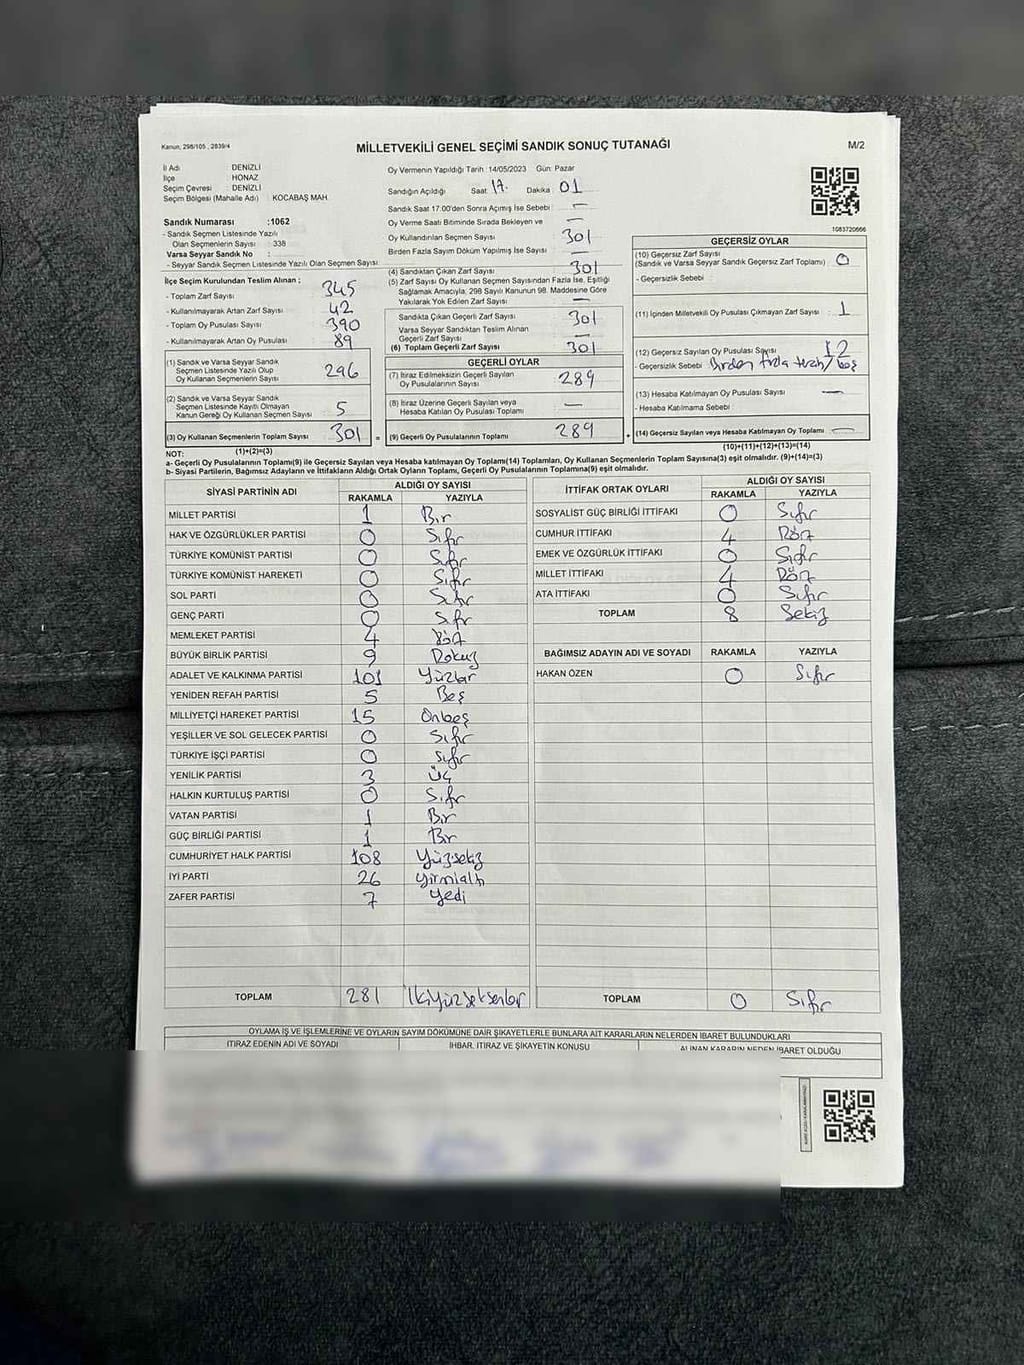 Kanun, 298/105 , 2839/4
MİLLETVEKİLİ GENEL SEÇİMİ SANDIK SONUÇ TUTANAĞI
M/2
İl Adı : DENİZLİ
İlçe : HONAZ
Seçim Çevresi : DENİZLİ
Seçim Bölgesi (Mahalle Adı) : KOCABAŞ MAH.
Sandık Numarası :1062
- Sandık Seçmen Listesinde Yazılı
Olan Seçmenlerin Sayısı : 338
Varsa Seyyar Sandık No :
- Seyyar Sandık Seçmen Listesinde Yazılı Olan Seçmen Sayısı:
İlçe Seçim Kurulundan Teslim Alınan ;
- Toplam Zarf Sayısı : 345
- Kullanılmayarak Artan Zarf Sayısı : 42
- Toplam Oy Pusulası Sayısı : 390
- Kullanılmayarak Artan Oy Pusulası : 89
(1) Sandık ve Varsa Seyyar Sandık
Seçmen Listesinde Yazılı Olup
Oy Kullanan Seçmenlerin Sayısı : 296
(2) Sandık ve Varsa Seyyar Sandık
Seçmen Listesinde Kayıtlı Olmayan
Kanun Gereği Oy Kullanan Seçmen Sayısı : 5
(3) Oy Kullanan Seçmenlerin Toplam Sayısı : 301 =
(1)+(2)=(3)
Oy Vermenin Yapıldığı Tarih : 14/05/2023 Gün: Pazar
Sandığın Açıldığı Saat : 17. Dakika : 01
Sandık Saat 17.00'den Sonra Açımış İse Sebebi : —
Oy Verme Saati Bitiminde Sırada Bekleyen ve —
Oy Kullandırılan Seçmen Sayısı : 301
Birden Fazla Sayım Döküm Yapılmış İse Sayısı : —
(4) Sandıktan Çıkan Zarf Sayısı : 301
(5) Zarf Sayısı Oy Kullanan Seçmen Sayısından Fazla İse, Eşitliği
Sağlamak Amacıyla, 298 Sayılı Kanunun 98. Maddesine Göre
Yakılarak Yok Edilen Zarf Sayısı : —
Sandıkta Çıkan Geçerli Zarf Sayısı : 301
Varsa Seyyar Sandıktan Teslim Alınan
Geçerli Zarf Sayısı : —
(6) Toplam Geçerli Zarf Sayısı : 301
GEÇERLİ OYLAR
(7) İtiraz Edilmeksizin Geçerli Sayılan
Oy Pusulalarının Sayısı : 289
(8) İtiraz Üzerine Geçerli Sayılan veya
Hesaba Katılan Oy Pusulası Toplamı : —
(9) Geçerli Oy Pusulalarının Toplamı : 289 +
1083720666
GEÇERSİZ OYLAR
(10) Geçersiz Zarf Sayısı
(Sandık ve Varsa Seyyar Sandık Geçersiz Zarf Toplamı) : 0
- Geçersizlik Sebebi :
(11) İçinden Milletvekili Oy Pusulası Çıkmayan Zarf Sayısı : 1
(12) Geçersiz Sayılan Oy Pusulası Sayısı : 12
- Geçersizlik Sebebi : Birden fazla tercih/boş
(13) Hesaba Katılmayan Oy Pusulası Sayısı : —
- Hesaba Katılmama Sebebi :
(14) Geçersiz Sayılan veya Hesaba Katılmayan Oy Toplamı : —
(10)+(11)+(12)+(13)=(14)
NOT:
a- Geçerli Oy Pusulalarının Toplamı(9) ile Geçersiz Sayılan veya Hesaba katılmayan Oy Toplamı(14) Toplamları, Oy Kullanan Seçmenlerin Toplam Sayısına(3) eşit olmalıdır. (9)+(14)=(3)
b- Siyasi Partilerin, Bağımsız Adayların ve İttifakların Aldığı Ortak Oyların Toplamı, Geçerli Oy Pusulalarının Toplamına(9) eşit olmalıdır.
SİYASİ PARTİNİN ADI ALDIĞI OY SAYISI
RAKAMLA YAZIYLA
MİLLET PARTİSİ 1 Bir
HAK VE ÖZGÜRLÜKLER PARTİSİ 0 Sıfır
TÜRKİYE KOMÜNİST PARTİSİ 0 Sıfır
TÜRKİYE KOMÜNİST HAREKETİ 0 Sıfır
SOL PARTİ 0 Sıfır
GENÇ PARTİ 0 Sıfır
MEMLEKET PARTİSİ 4 Dört
BÜYÜK BİRLİK PARTİSİ 9 Dokuz
ADALET VE KALKINMA PARTİSİ 101 Yüzbir
YENİDEN REFAH PARTİSİ 5 Beş
MİLLİYETÇİ HAREKET PARTİSİ 15 Onbeş
YEŞİLLER VE SOL GELECEK PARTİSİ 0 Sıfır
TÜRKİYE İŞÇİ PARTİSİ 0 Sıfır
YENİLİK PARTİSİ 3 Üç
HALKIN KURTULUŞ PARTİSİ 0 Sıfır
VATAN PARTİSİ 1 Bir
GÜÇ BİRLİĞİ PARTİSİ 1 Bir
CUMHURİYET HALK PARTİSİ 108 Yüzsekiz
İYİ PARTİ 26 Yirmialtı
ZAFER PARTİSİ 7 Yedi
TOPLAM 281 İkiyüzseksenbir
İTTİFAK ORTAK OYLARI ALDIĞI OY SAYISI
RAKAMLA YAZIYLA
SOSYALİST GÜÇ BİRLİĞİ İTTİFAKI 0 Sıfır
CUMHUR İTTİFAKI 4 Dört
EMEK VE ÖZGÜRLÜK İTTİFAKI 0 Sıfır
MİLLET İTTİFAKI 4 Dört
ATA İTTİFAKI 0 Sıfır
TOPLAM 8 Sekiz
BAĞIMSIZ ADAYIN ADI VE SOYADI RAKAMLA YAZIYLA
HAKAN ÖZEN 0 Sıfır
TOPLAM 0 Sıfır
OYLAMA İŞ VE İŞLEMLERİNE VE OYLARIN SAYIM DÖKÜMÜNE DAİR ŞİKAYETLERLE BUNLARA AİT KARARLARIN NELERDEN İBARET BULUNDUKLARI
İTİRAZ EDENİN ADI VE SOYADI İHBAR, İTİRAZ VE ŞİKAYETİN KONUSU ALINAN KARARIN NEDEN İBARET OLDUĞU